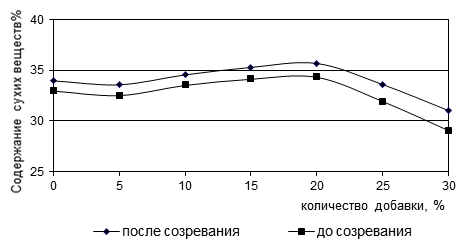 Содержание сухих веществ%
40
35
30
25
0 5 10 15 20 25 30
количество добавки, %
после созревания до созревания